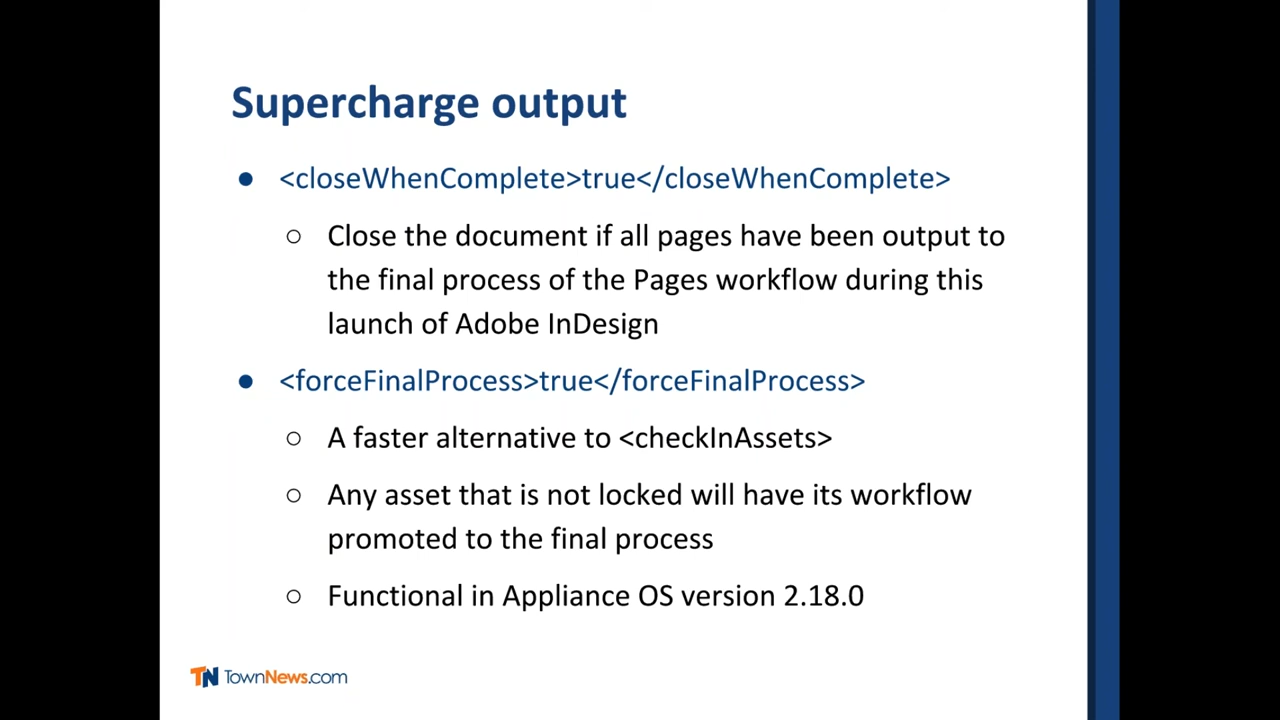 Supercharge output
● <closeWhenComplete>true</closeWhenComplete>
○ Close the document if all pages have been output to
the final process of the Pages workflow during this
launch of Adobe InDesign
● <forceFinalProcess>true</forceFinalProcess>
○ A faster alternative to <checkInAssets>
○ Any asset that is not locked will have its workflow
promoted to the final process
○ Functional in Appliance OS version 2.18.0
TN TownNews.com